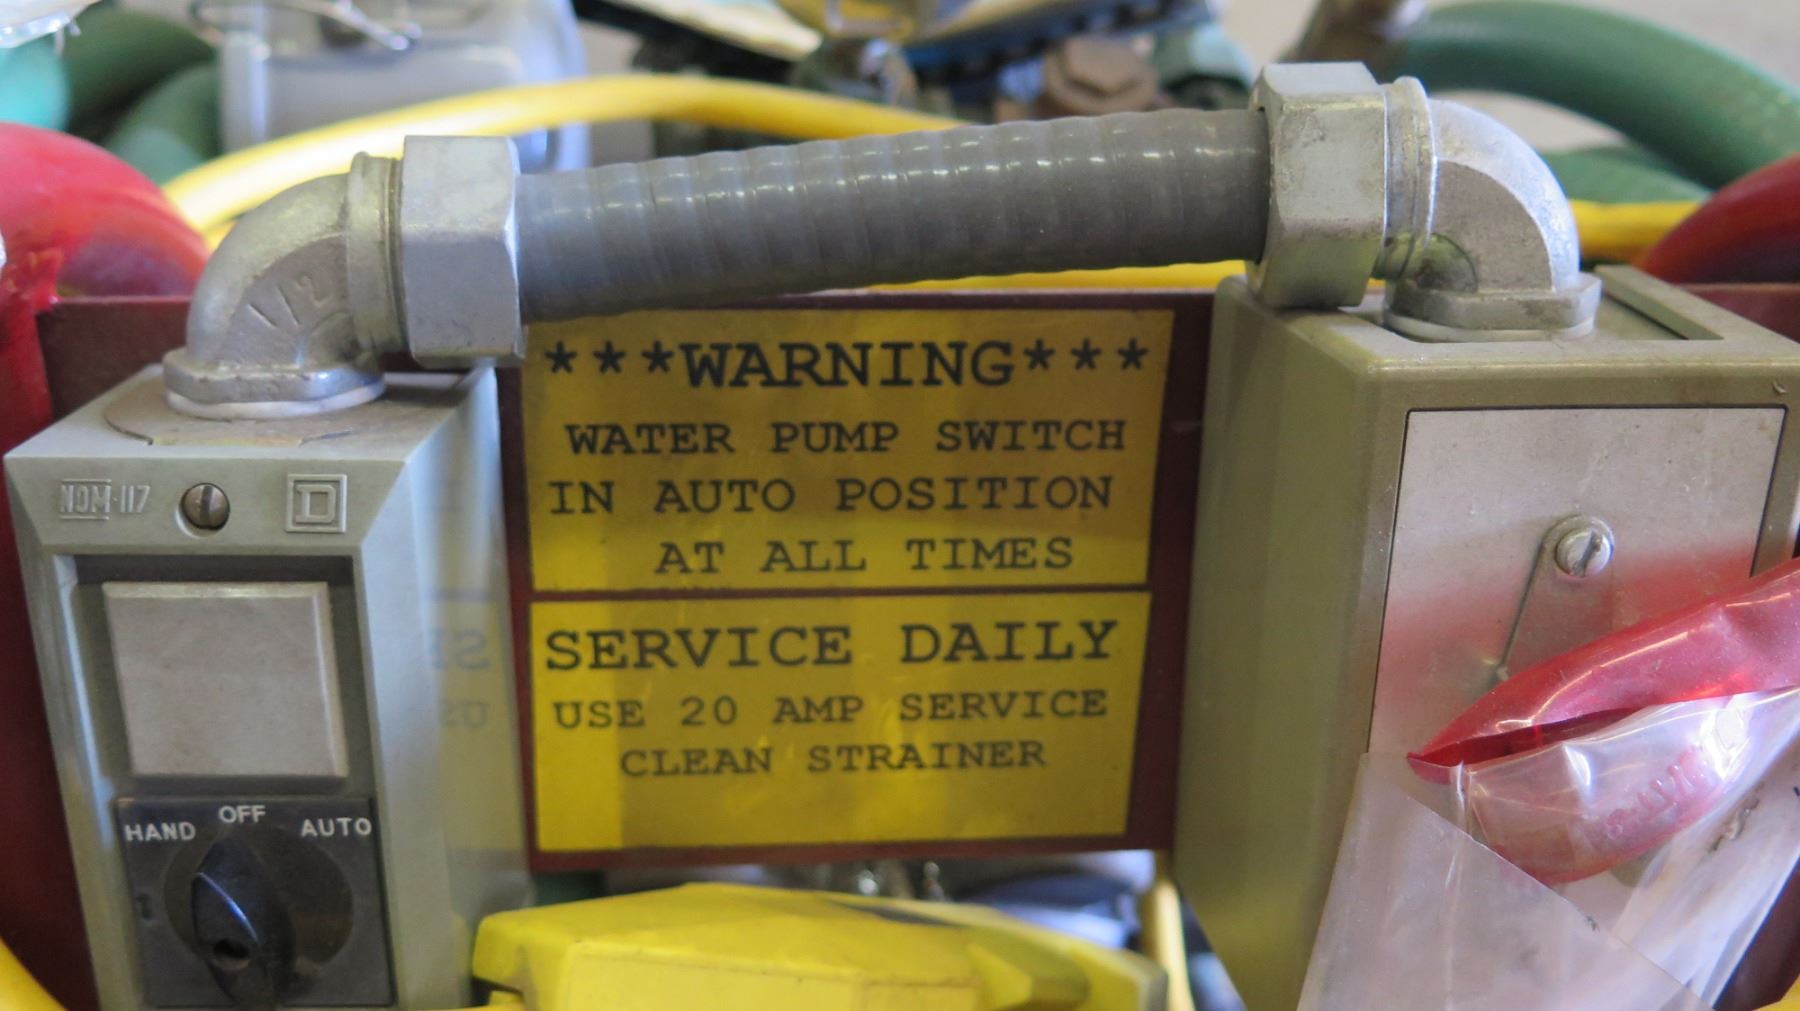 1/2
***WARNING***
WATER PUMP SWITCH
IN AUTO POSITION
AT ALL TIMES
SERVICE DAILY
USE 20 AMP SERVICE
CLEAN STRAINER
NOM-117
D
HAND OFF AUTO